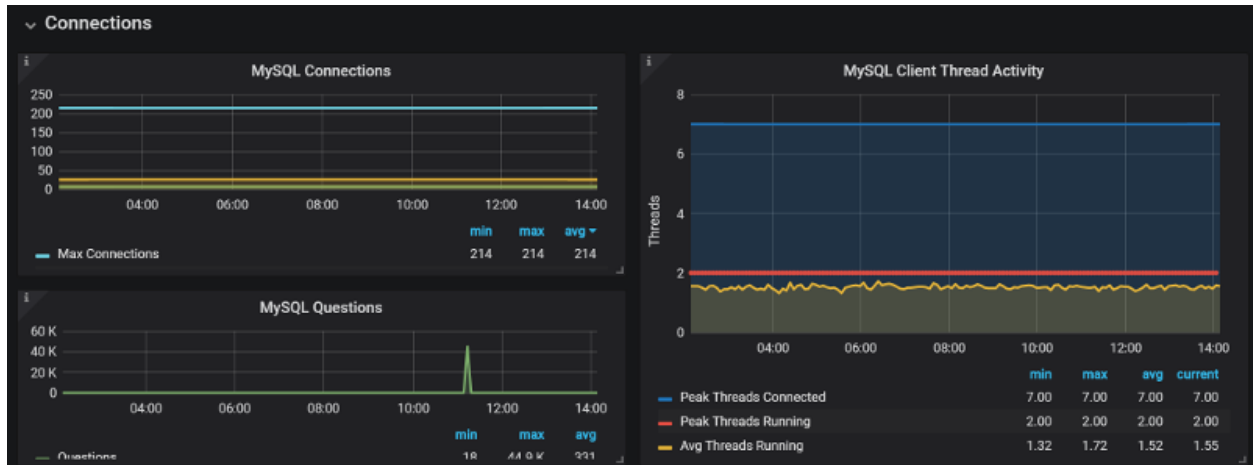 Connections
MySQL Connections
250
200
150
100
50
0
04:00 06:00 08:00 10:00 12:00 14:00
min max avg
Max Connections 214 214 214
MySQL Questions
60 K
40 K
20 K
0
04:00 06:00 08:00 10:00 12:00 14:00
min max avg
Questions 18 44.9 K 331
MySQL Client Thread Activity
Threads
8
6
4
2
0
04:00 06:00 08:00 10:00 12:00 14:00
min max avg current
Peak Threads Connected 7.00 7.00 7.00 7.00
Peak Threads Running 2.00 2.00 2.00 2.00
Avg Threads Running 1.32 1.72 1.52 1.55